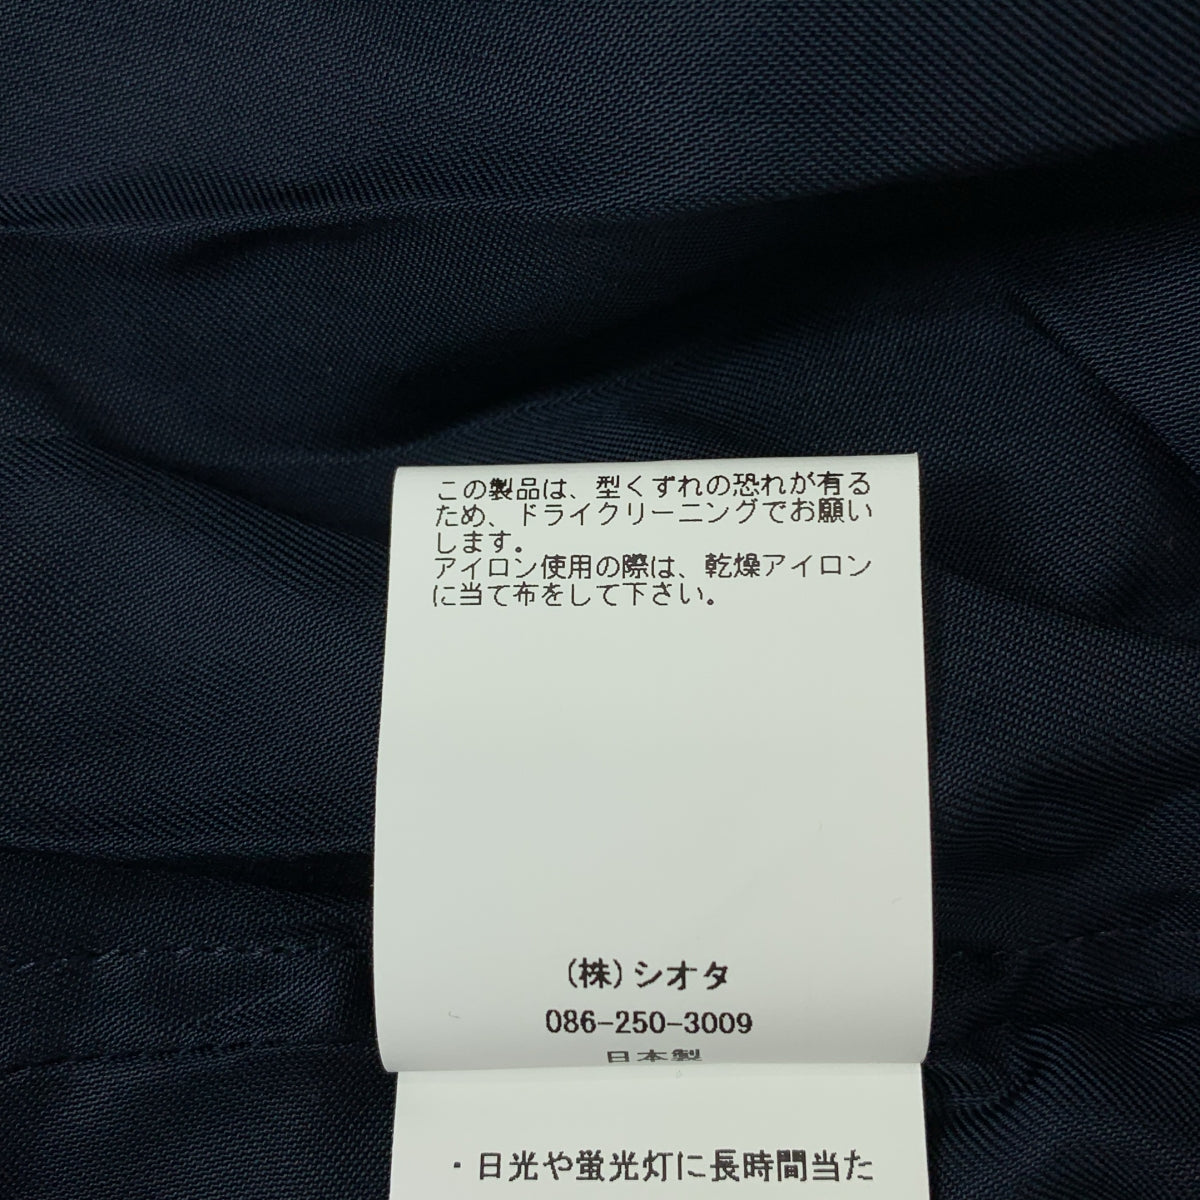 この製品は、型くずれの恐れが有る
ため、ドライクリーニングでお願い
します。
アイロン使用の際は、乾燥アイロン
に当て布をして下さい。
(株)シオタ
086-250-3009
日本製
・日光や蛍光灯に長時間当た